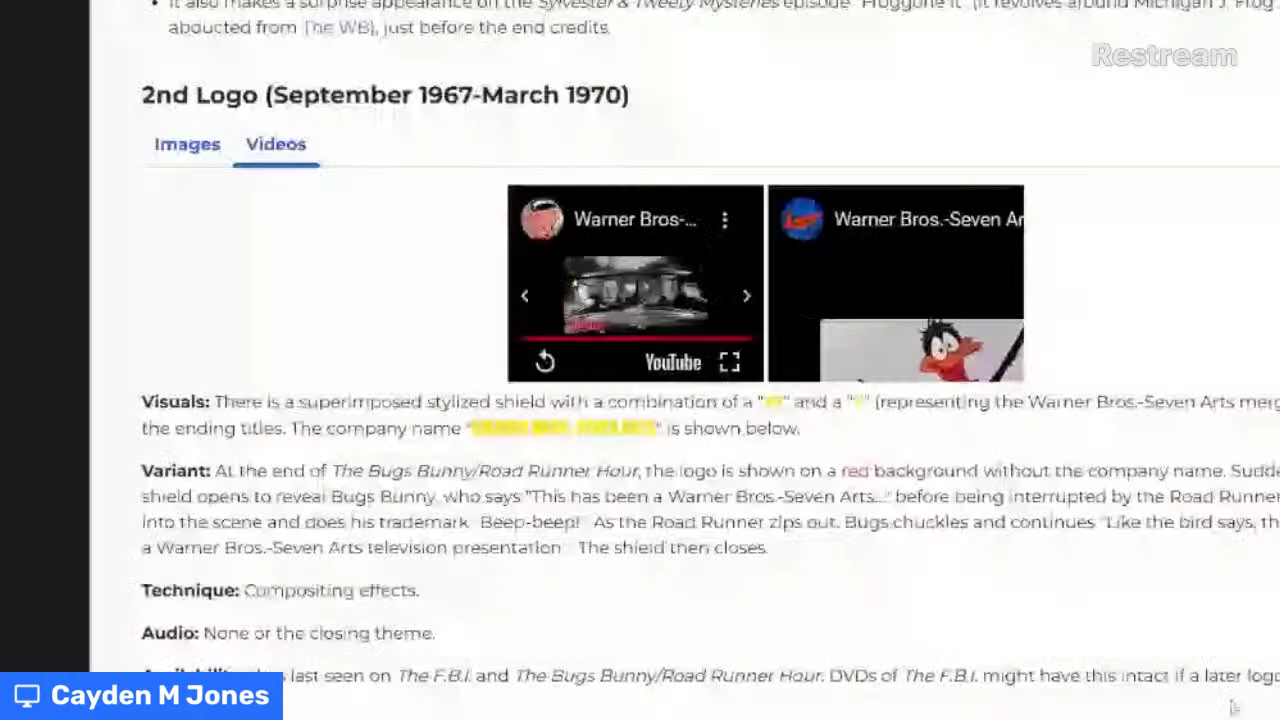 It also makes a surprise appearance on the Sylvester & Tweety Mysteries episode "Froggone It" (it revolves around Michigan J. Frog
abducted from The WB), just before the end credits.
Restream
2nd Logo (September 1967-March 1970)
Images Videos
Warner Bros-...
Warner Bros.-Seven Ar
YouTube
Visuals: There is a superimposed stylized shield with a combination of a " " and a " " (representing the Warner Bros.-Seven Arts merg
the ending titles. The company name " " is shown below.
Variant: At the end of The Bugs Bunny/Road Runner Hour, the logo is shown on a red background without the company name. Sudde
shield opens to reveal Bugs Bunny, who says "This has been a Warner Bros.-Seven Arts..." before being interrupted by the Road Runner
into the scene and does his trademark "Beep-beep!" As the Road Runner zips out, Bugs chuckles and continues "Like the bird says, th
a Warner Bros.-Seven Arts television presentation." The shield then closes.
Technique: Compositing effects.
Audio: None or the closing theme.
last seen on The F.B.I. and The Bugs Bunny/Road Runner Hour. DVDs of The F.B.I. might have this intact if a later logo
Cayden M Jones